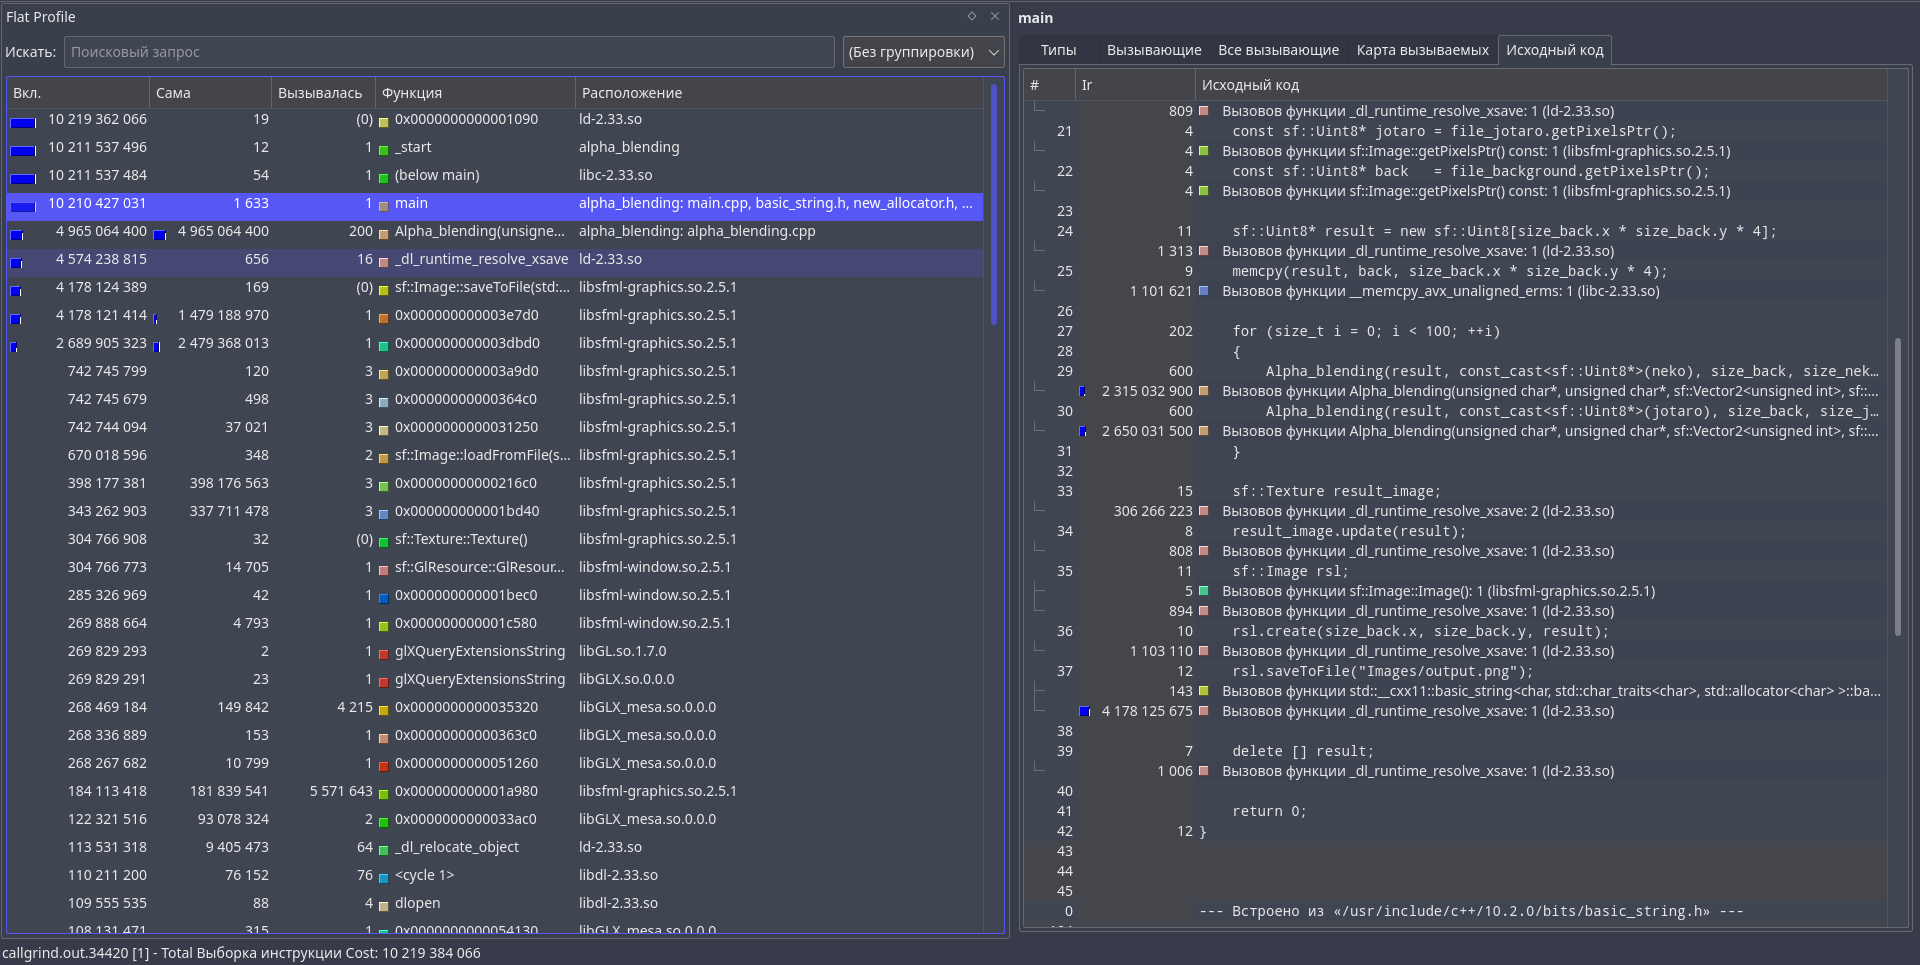 Flat Profile
Искать: Поисковый запрос (Без группировки)
Вкл. Сама Вызывалась Функция Расположение
10 219 362 066 19 (0) 0x0000000000001090 ld-2.33.so
10 211 537 496 12 1 _start alpha_blending
10 211 537 484 54 1 (below main) libc-2.33.so
10 210 427 031 1 633 1 main alpha_blending: main.cpp, basic_string.h, new_allocator.h, ...
4 965 064 400 4 965 064 400 200 Alpha_blending(unsigne... alpha_blending: alpha_blending.cpp
4 574 238 815 656 16 _dl_runtime_resolve_xsave ld-2.33.so
4 178 124 389 169 (0) sf::Image::saveToFile(std:... libsfml-graphics.so.2.5.1
4 178 121 414 1 479 188 970 1 0x000000000003e7d0 libsfml-graphics.so.2.5.1
2 689 905 323 2 479 368 013 1 0x000000000003dbd0 libsfml-graphics.so.2.5.1
742 745 799 120 3 0x000000000003a9d0 libsfml-graphics.so.2.5.1
742 745 679 498 3 0x00000000000364c0 libsfml-graphics.so.2.5.1
742 744 094 37 021 3 0x0000000000031250 libsfml-graphics.so.2.5.1
670 018 596 348 2 sf::Image::loadFromFile(s... libsfml-graphics.so.2.5.1
398 177 381 398 176 563 3 0x00000000000216c0 libsfml-graphics.so.2.5.1
343 262 903 337 711 478 3 0x000000000001bd40 libsfml-graphics.so.2.5.1
304 766 908 32 (0) sf::Texture::Texture() libsfml-graphics.so.2.5.1
304 766 773 14 705 1 sf::GlResource::GlResour... libsfml-window.so.2.5.1
285 326 969 42 1 0x000000000001bec0 libsfml-window.so.2.5.1
269 888 664 4 793 1 0x000000000001c580 libsfml-window.so.2.5.1
269 829 293 2 1 glXQueryExtensionsString libGL.so.1.7.0
269 829 291 23 1 glXQueryExtensionsString libGLX.so.0.0.0
268 469 184 149 842 4 215 0x0000000000035320 libGLX_mesa.so.0.0.0
268 336 889 153 1 0x00000000000363c0 libGLX_mesa.so.0.0.0
268 267 682 10 799 1 0x0000000000051260 libGLX_mesa.so.0.0.0
184 113 418 181 839 541 5 571 643 0x000000000001a980 libsfml-graphics.so.2.5.1
122 321 516 93 078 324 2 0x0000000000033ac0 libGLX_mesa.so.0.0.0
113 531 318 9 405 473 64 _dl_relocate_object ld-2.33.so
110 211 200 76 152 76 <cycle 1> libdl-2.33.so
109 555 535 88 4 dlopen libdl-2.33.so
108 131 471 315 1 0x0000000000054130 libGLX_mesa.so.0.0.0
callgrind.out.34420 [1] - Total Выборка инструкции Cost: 10 219 384 066
main
Типы Вызывающие Все вызывающие Карта вызываемых Исходный код
# Ir Исходный код
809 Вызовов функции _dl_runtime_resolve_xsave: 1 (ld-2.33.so)
21 4 const sf::Uint8* jotaro = file_jotaro.getPixelsPtr();
4 Вызовов функции sf::Image::getPixelsPtr() const: 1 (libsfml-graphics.so.2.5.1)
22 4 const sf::Uint8* back   = file_background.getPixelsPtr();
4 Вызовов функции sf::Image::getPixelsPtr() const: 1 (libsfml-graphics.so.2.5.1)
23
24 11 sf::Uint8* result = new sf::Uint8[size_back.x * size_back.y * 4];
1 313 Вызовов функции _dl_runtime_resolve_xsave: 1 (ld-2.33.so)
25 9 memcpy(result, back, size_back.x * size_back.y * 4);
1 101 621 Вызовов функции __memcpy_avx_unaligned_erms: 1 (libc-2.33.so)
26
27 202 for (size_t i = 0; i < 100; ++i)
28 {
29 600 Alpha_blending(result, const_cast<sf::Uint8*>(neko), size_back, size_nek...
2 315 032 900 Вызовов функции Alpha_blending(unsigned char*, unsigned char*, sf::Vector2<unsigned int>, sf::...
30 600 Alpha_blending(result, const_cast<sf::Uint8*>(jotaro), size_back, size_j...
2 650 031 500 Вызовов функции Alpha_blending(unsigned char*, unsigned char*, sf::Vector2<unsigned int>, sf::...
31 }
32
33 15 sf::Texture result_image;
306 266 223 Вызовов функции _dl_runtime_resolve_xsave: 2 (ld-2.33.so)
34 8 result_image.update(result);
808 Вызовов функции _dl_runtime_resolve_xsave: 1 (ld-2.33.so)
35 11 sf::Image rsl;
5 Вызовов функции sf::Image::Image(): 1 (libsfml-graphics.so.2.5.1)
894 Вызовов функции _dl_runtime_resolve_xsave: 1 (ld-2.33.so)
36 10 rsl.create(size_back.x, size_back.y, result);
1 103 110 Вызовов функции _dl_runtime_resolve_xsave: 1 (ld-2.33.so)
37 12 rsl.saveToFile("Images/output.png");
143 Вызовов функции std::__cxx11::basic_string<char, std::char_traits<char>, std::allocator<char> >::ba...
4 178 125 675 Вызовов функции _dl_runtime_resolve_xsave: 1 (ld-2.33.so)
38
39 7 delete [] result;
1 006 Вызовов функции _dl_runtime_resolve_xsave: 1 (ld-2.33.so)
40
41 return 0;
42 12 }
43
44
45
0 --- Встроено из «/usr/include/c++/10.2.0/bits/basic_string.h» ---